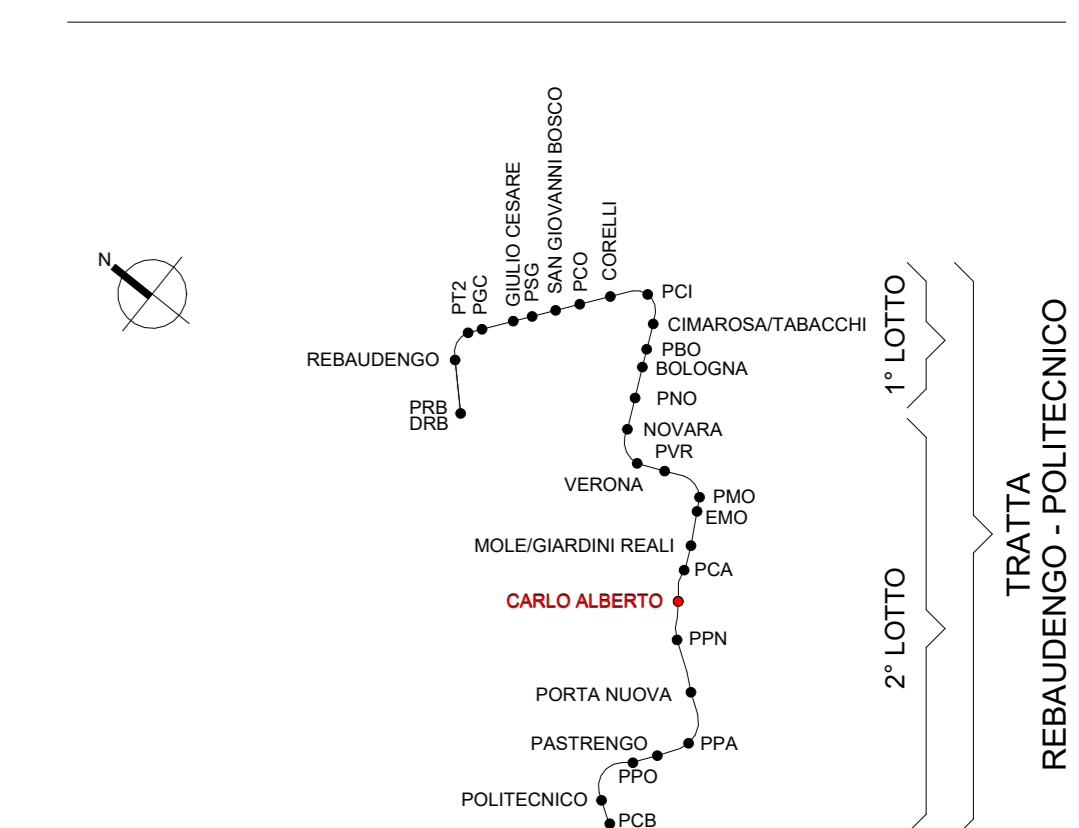 N
PT2
PGC
GIULIO CESARE
PSG
SAN GIOVANNI BOSCO
PCO
CORELLI
PCI
CIMAROSA/TABACCHI
REBAUDENGO
PBO
BOLOGNA
PRB
DRB
PNO
NOVARA
PVR
VERONA
PMO
EMO
MOLE/GIARDINI REALI
PCA
CARLO ALBERTO
PPN
PORTA NUOVA
PASTRENGO
PPA
PPO
POLITECNICO
PCB
1° LOTTO
2° LOTTO
TRATTA
REBAUDENGO - POLITECNICO